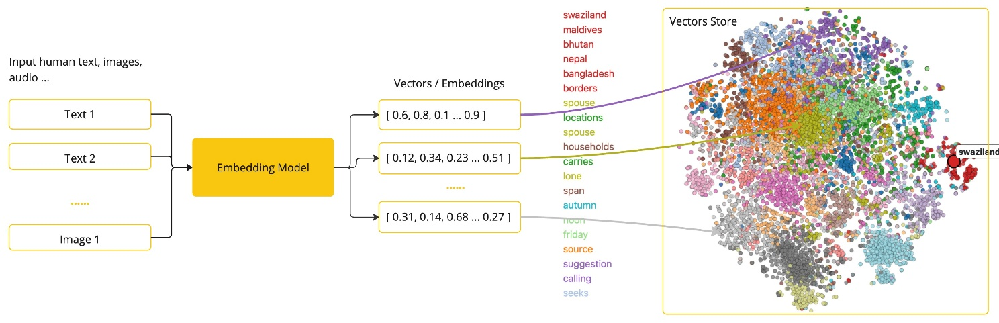 Input human text, images,
audio ...
Text 1
Text 2
......
Image 1
Embedding Model
Vectors / Embeddings
[ 0.6, 0.8, 0.1 ... 0.9 ]
[ 0.12, 0.34, 0.23 ... 0.51 ]
......
[ 0.31, 0.14, 0.68 ... 0.27 ]
swaziland
maldives
bhutan
nepal
bangladesh
borders
spouse
locations
spouse
households
carries
lone
span
autumn
noon
friday
source
suggestion
calling
seeks
Vectors Store
swaziland